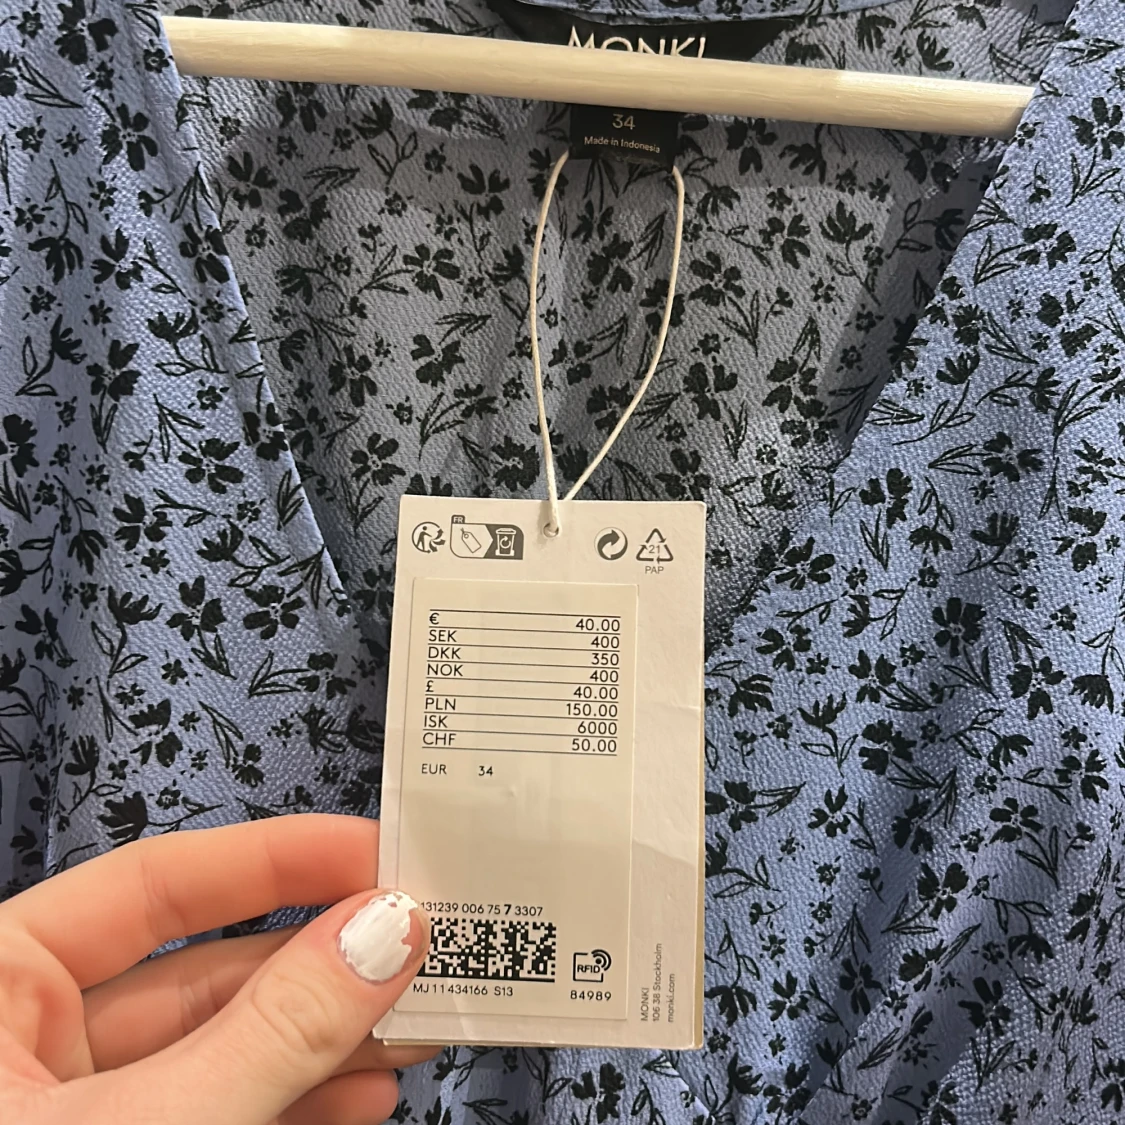 MONKI
34
Made in Indonesia
FR
21
PAP
€ 40.00
SEK 400
DKK 350
NOK 400
£ 40.00
PLN 150.00
ISK 6000
CHF 50.00
EUR 34
131239 006 75 7 3307
RFID
MJ 11 434166 S13
84989
MONKI
106 38 Stockholm
monki.com